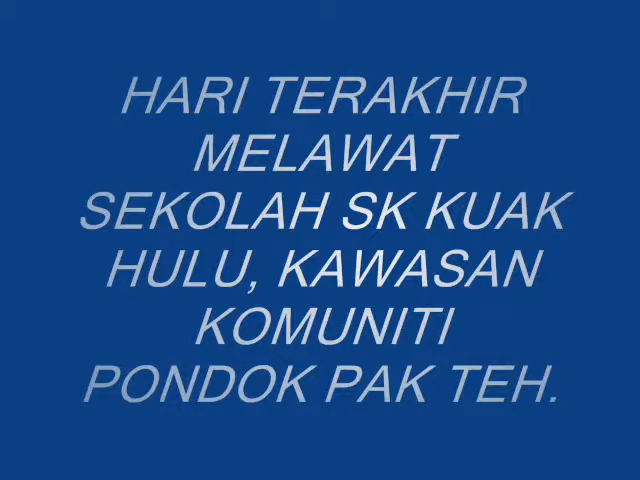 HARI TERAKHIR
MELAWAT
SEKOLAH SK KUAK
HULU, KAWASAN
KOMUNITI
PONDOK PAK TEH.